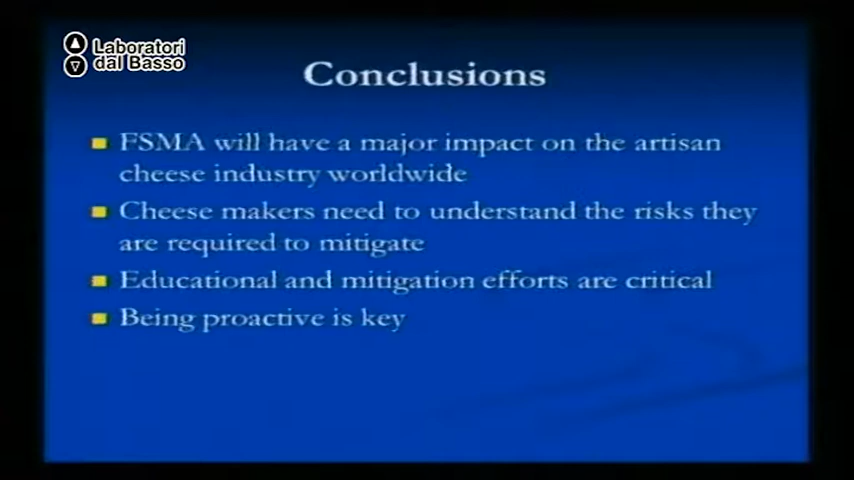 Laboratori
dal Basso
Conclusions
FSMA will have a major impact on the artisan
cheese industry worldwide
Cheese makers need to understand the risks they
are required to mitigate
Educational and mitigation efforts are critical
Being proactive is key